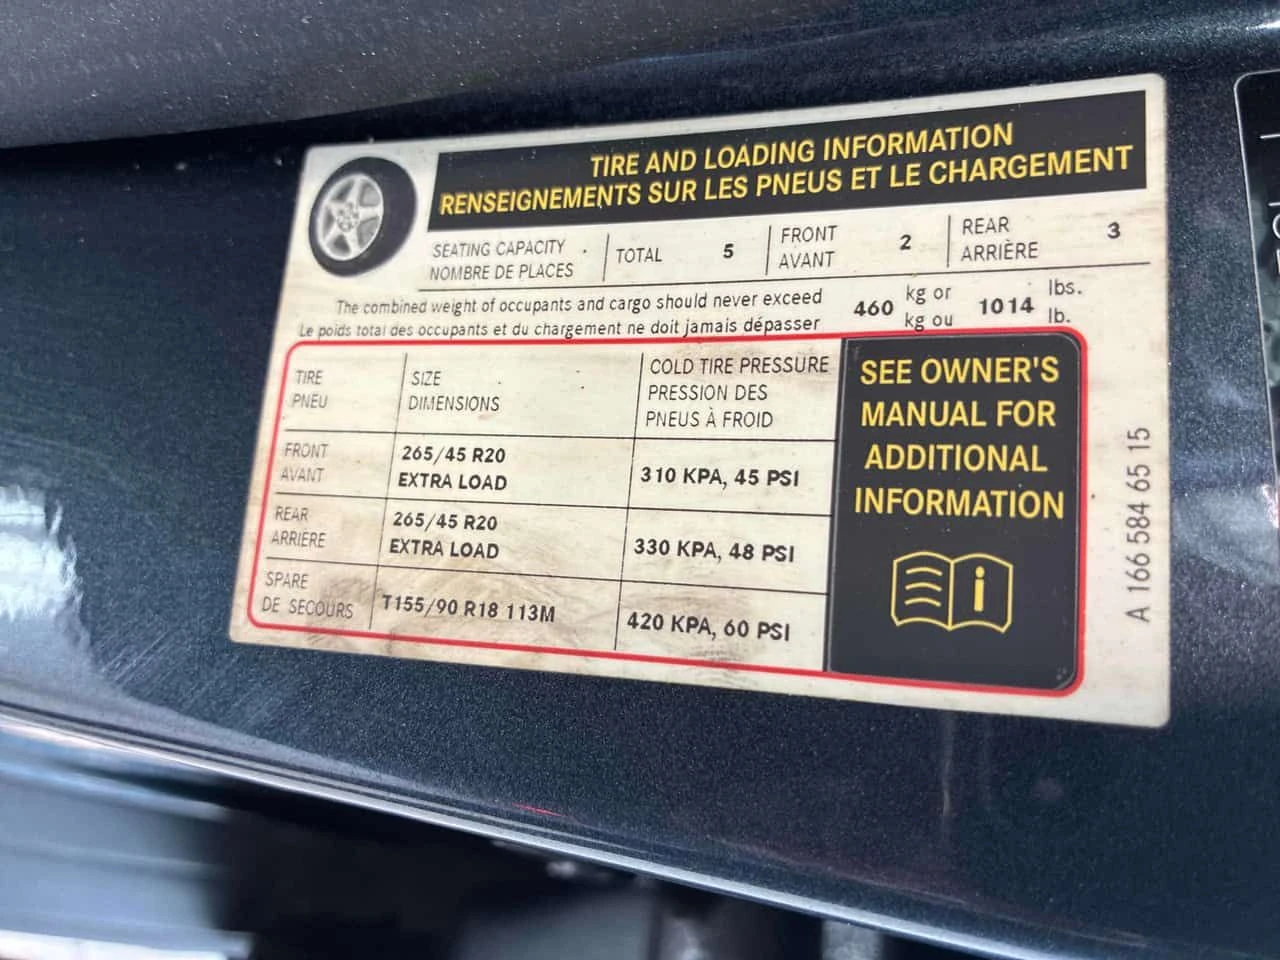 TIRE AND LOADING INFORMATION
RENSEIGNEMENTS SUR LES PNEUS ET LE CHARGEMENT
SEATING CAPACITY
NOMBRE DE PLACES
TOTAL 5
FRONT
AVANT
2
REAR
ARRIÈRE
3
The combined weight of occupants and cargo should never exceed
Le poids total des occupants et du chargement ne doit jamais dépasser
460
kg or
kg ou
1014
lbs.
lb.
TIRE
PNEU
SIZE
DIMENSIONS
COLD TIRE PRESSURE
PRESSION DES
PNEUS À FROID
FRONT
AVANT
265/45 R20
EXTRA LOAD
310 KPA, 45 PSI
REAR
ARRIÈRE
265/45 R20
EXTRA LOAD
330 KPA, 48 PSI
SPARE
DE SECOURS
T155/90 R18 113M
420 KPA, 60 PSI
SEE OWNER'S
MANUAL FOR
ADDITIONAL
INFORMATION
A 166 584 65 15